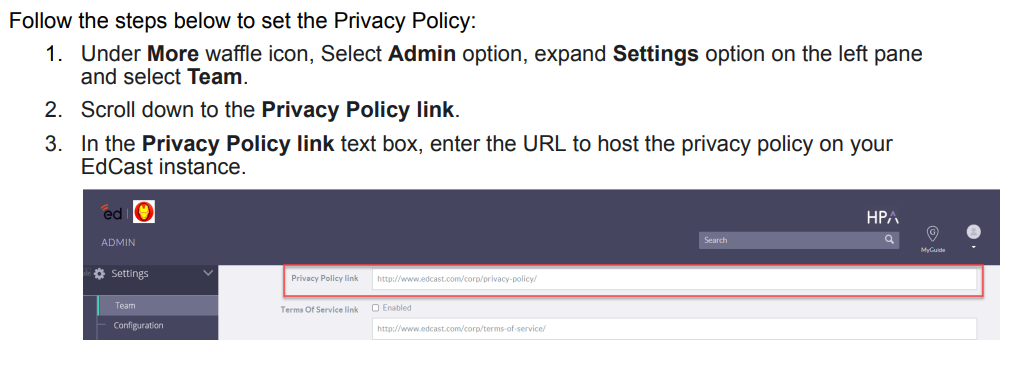 Follow the steps below to set the Privacy Policy:
1. Under More waffle icon, Select Admin option, expand Settings option on the left pane
and select Team.
2. Scroll down to the Privacy Policy link.
3. In the Privacy Policy link text box, enter the URL to host the privacy policy on your
EdCast instance.
ed
HPA
ADMIN
Search
G
MyGuide
Settings
Privacy Policy link
http://www.edcast.com/corp/privacy-policy/
Team
Terms Of Service link
Enabled
Configuration
http://www.edcast.com/corp/terms-of-service/